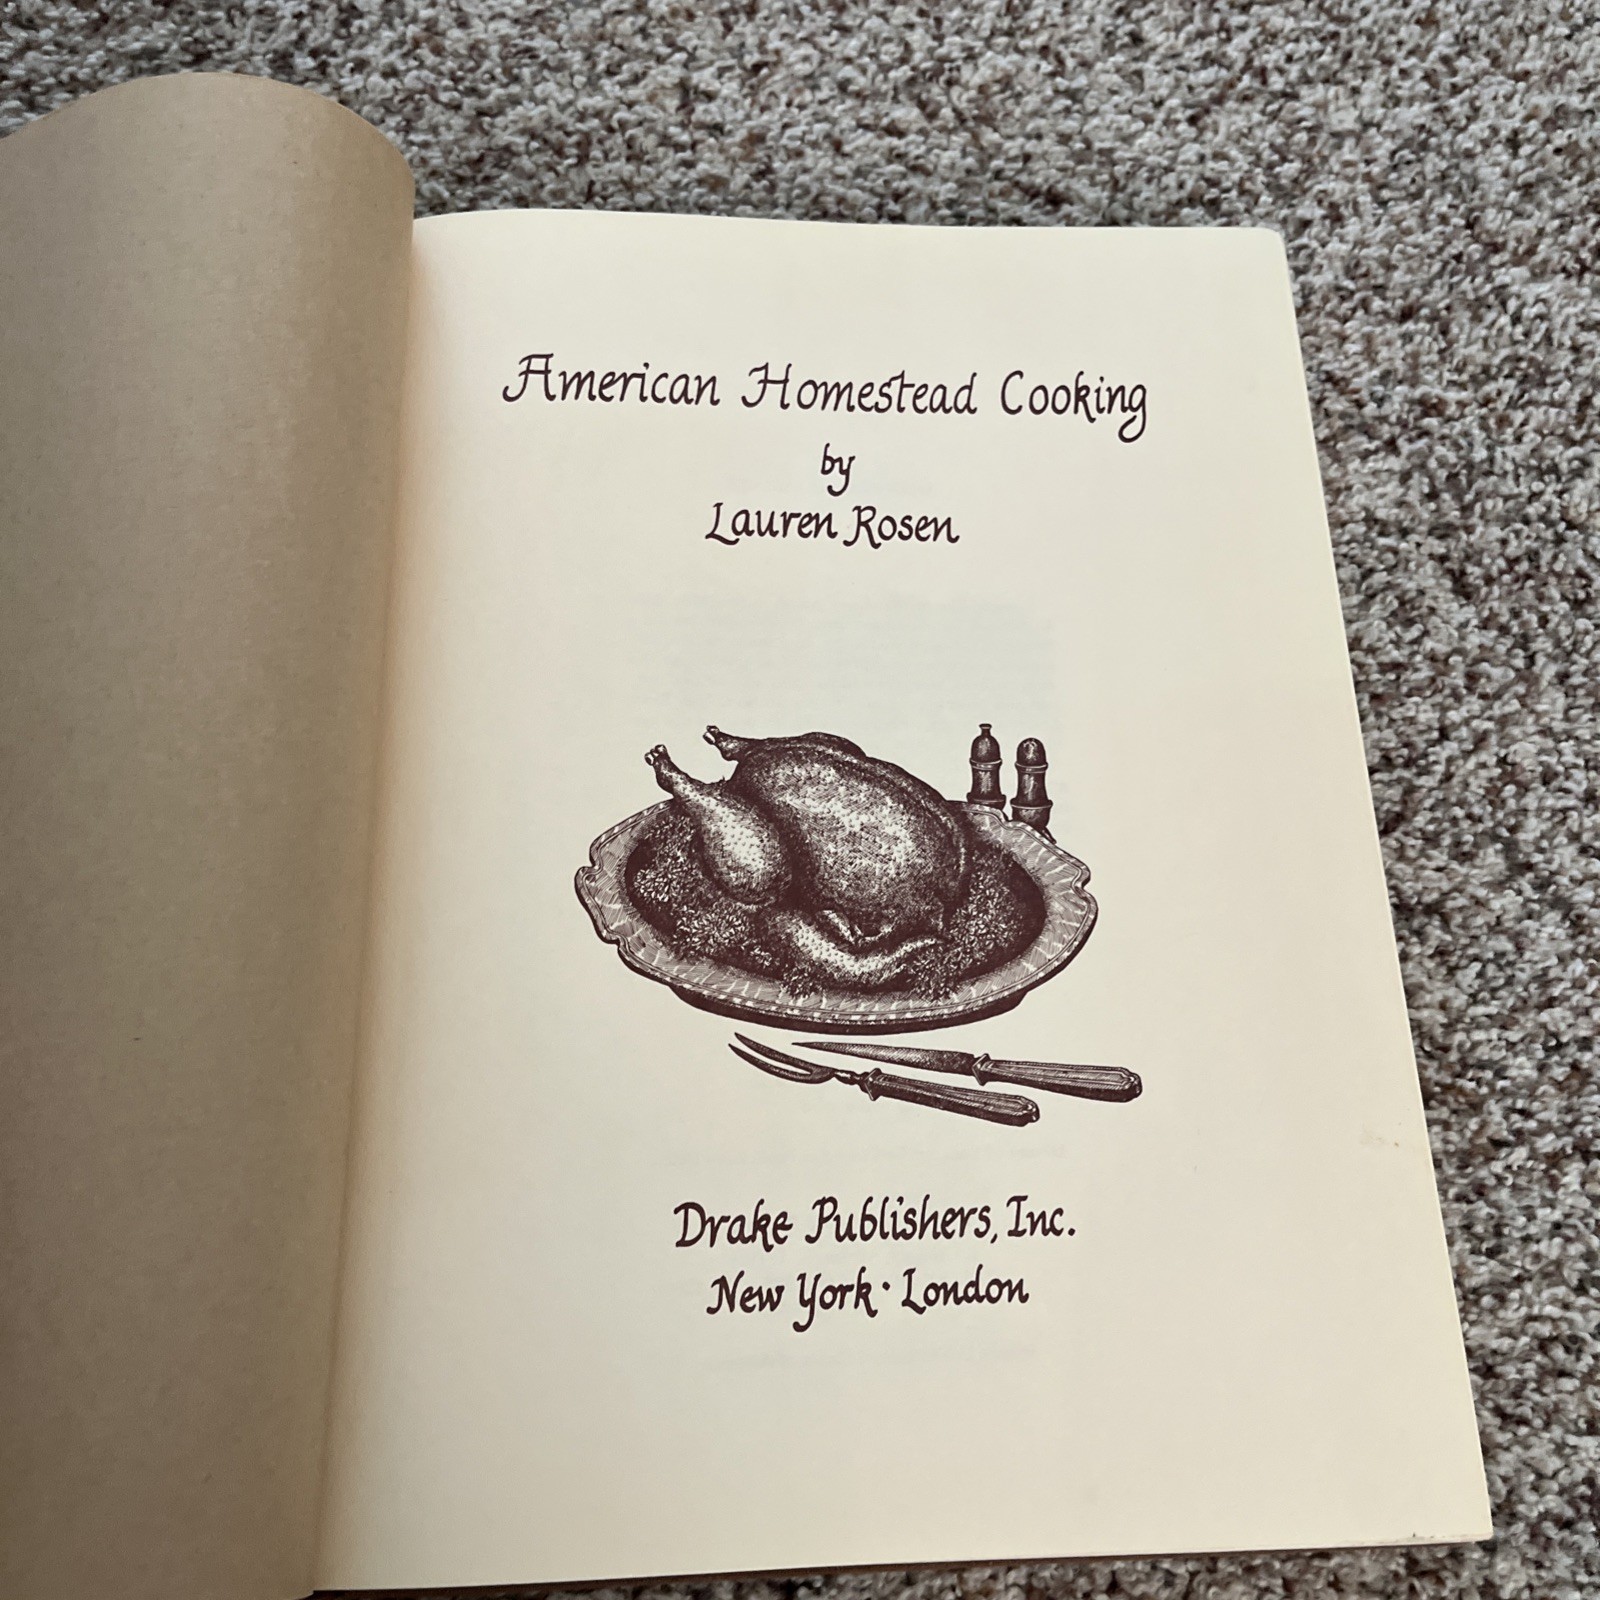 American Homestead Cooking
by
Lauren Rosen
Drake Publishers, Inc.
New York · London